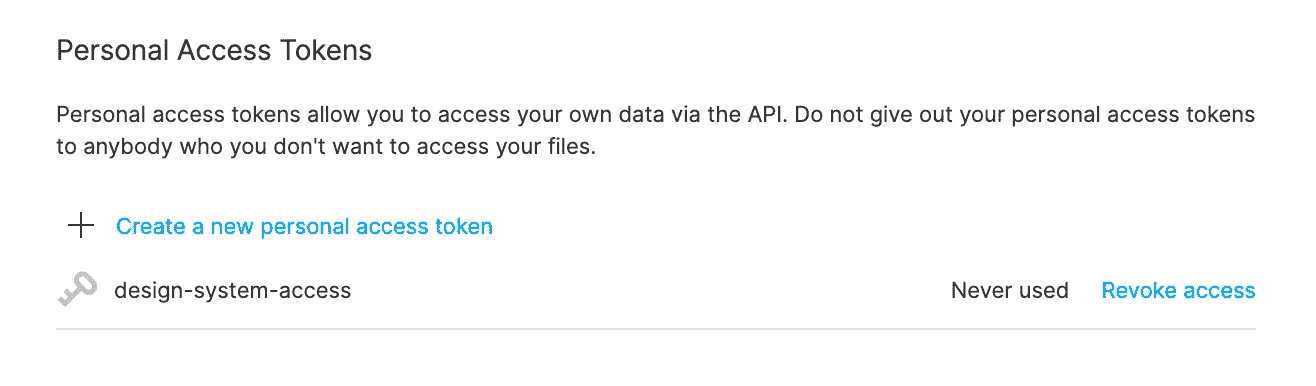 Personal Access Tokens
Personal access tokens allow you to access your own data via the API. Do not give out your personal access tokens
to anybody who you don't want to access your files.
Create a new personal access token
design-system-access Never used Revoke access